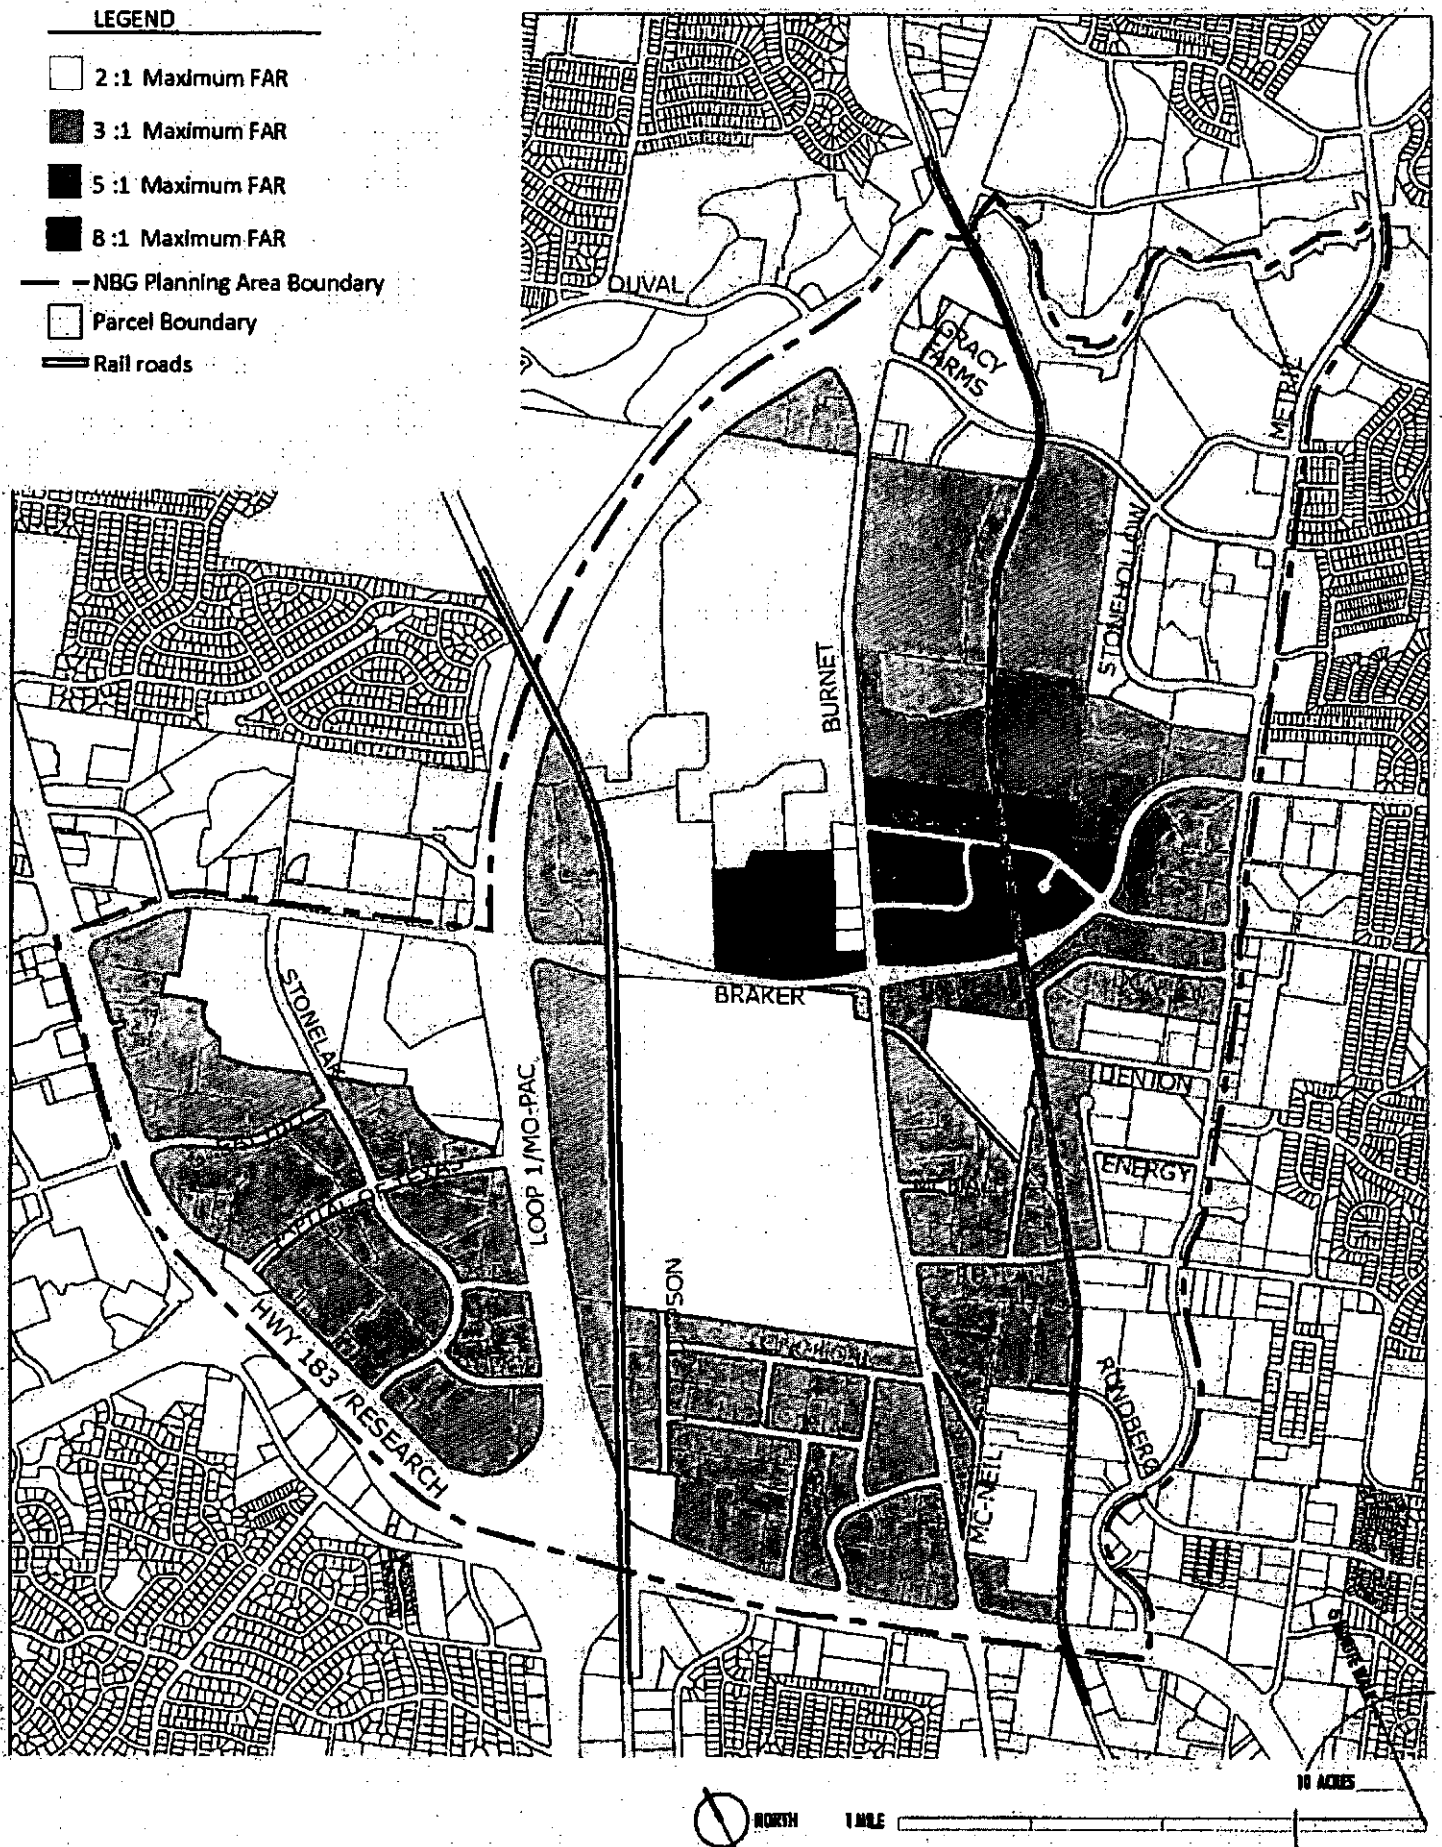 LEGEND
2 :1 Maximum FAR
3 :1 Maximum FAR
5 :1 Maximum FAR
8 :1 Maximum FAR
NBG Planning Area Boundary
Parcel Boundary
Rail roads
DUVAL
GRACY
FARMS
METRIC
STONEHOLLOW
BURNET
BRAKER
STONELAKE
LOOP 1/MO-PAC
DENTON
ENERGY
HWY 183 /RESEARCH
RUNDBERG
MC-NEIL
NORTH
1 MILE
10 ACRES